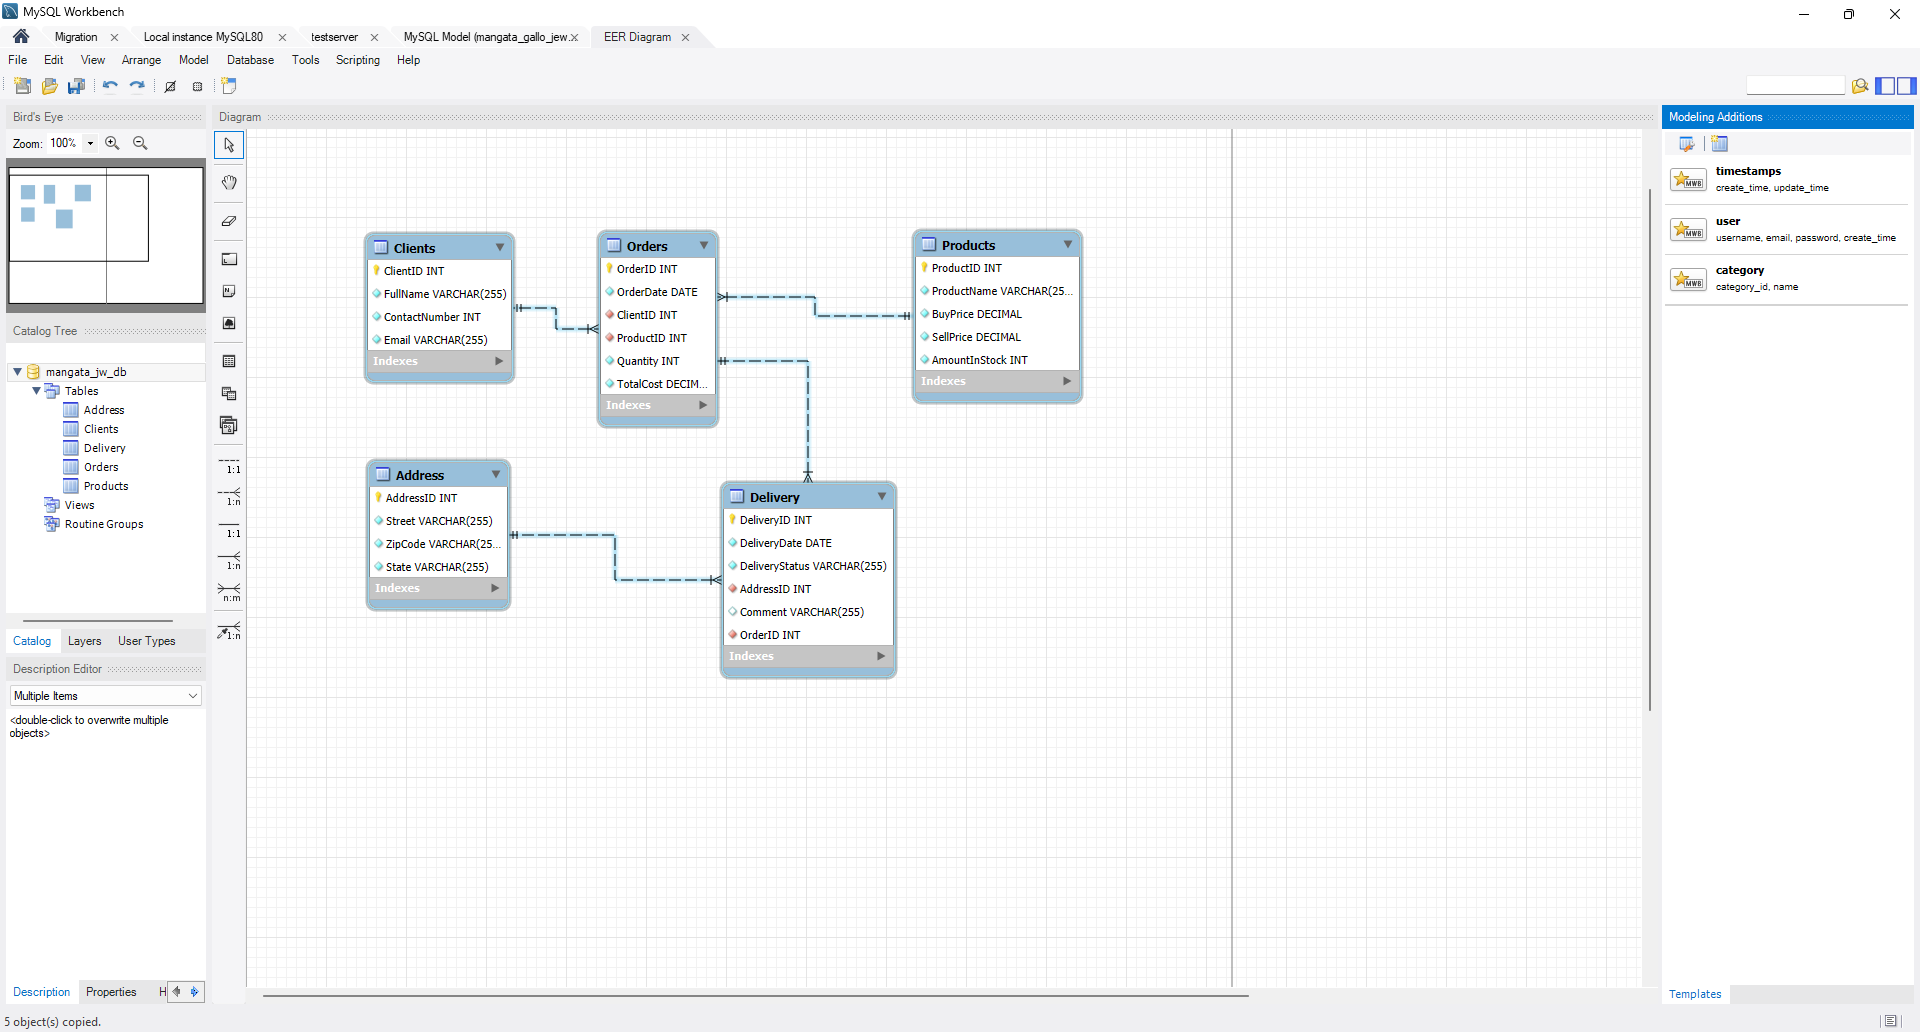 MySQL Workbench
Migration
Local instance MySQL80
testserver
MySQL Model (mangata_gallo_jew...
EER Diagram
File Edit View Arrange Model Database Tools Scripting Help
Bird's Eye
Zoom: 100%
Catalog Tree
mangata_jw_db
Tables
Address
Clients
Delivery
Orders
Products
Views
Routine Groups
Catalog Layers User Types
Description Editor
Multiple Items
<double-click to overwrite multiple
objects>
Description Properties H
5 object(s) copied.
Diagram
1:1
1:n
1:1
1:n
n:m
1:n
Clients
ClientID INT
FullName VARCHAR(255)
ContactNumber INT
Email VARCHAR(255)
Indexes
Orders
OrderID INT
OrderDate DATE
ClientID INT
ProductID INT
Quantity INT
TotalCost DECIM...
Indexes
Products
ProductID INT
ProductName VARCHAR(25...
BuyPrice DECIMAL
SellPrice DECIMAL
AmountInStock INT
Indexes
Address
AddressID INT
Street VARCHAR(255)
ZipCode VARCHAR(25...
State VARCHAR(255)
Indexes
Delivery
DeliveryID INT
DeliveryDate DATE
DeliveryStatus VARCHAR(255)
AddressID INT
Comment VARCHAR(255)
OrderID INT
Indexes
Modeling Additions
MWB
timestamps
create_time, update_time
MWB
user
username, email, password, create_time
MWB
category
category_id, name
Templates